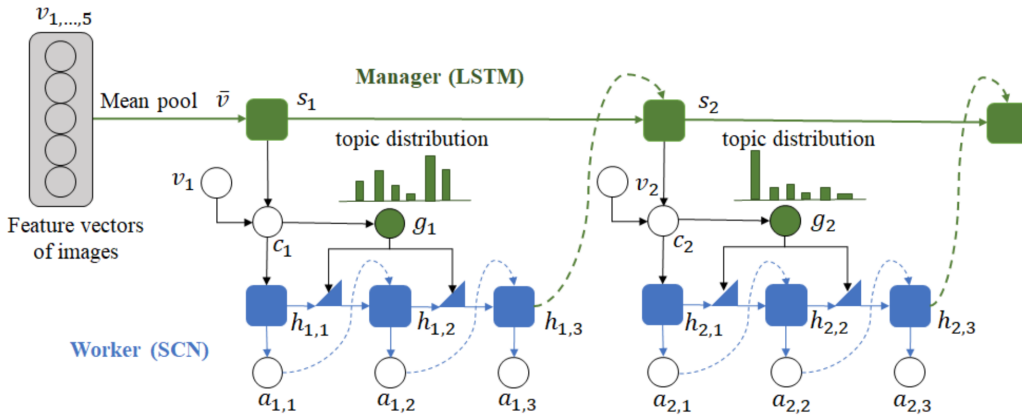 v₁,…,₅
Manager (LSTM)
Mean pool v̄ s₁ s₂
topic distribution topic distribution
v₁ v₂
Feature vectors
of images
g₁ g₂
c₁ c₂
h₁,₁ h₁,₂ h₁,₃ h₂,₁ h₂,₂ h₂,₃
Worker (SCN)
a₁,₁ a₁,₂ a₁,₃ a₂,₁ a₂,₂ a₂,₃